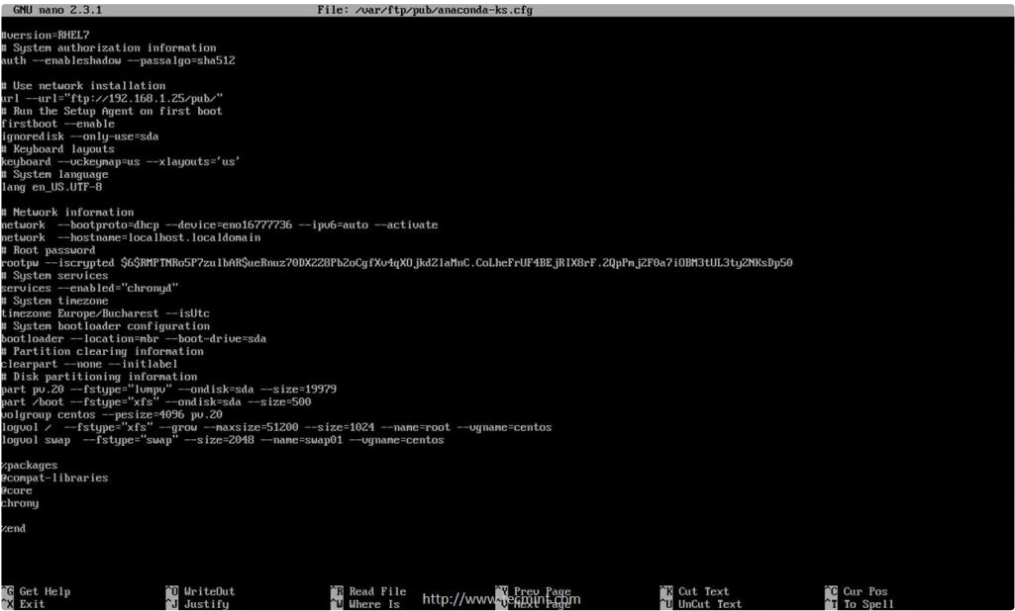 GNU nano 2.3.1 File: /var/ftp/pub/anaconda-ks.cfg
#version=RHEL7
# System authorization information
auth --enableshadow --passalgo=sha512
# Use network installation
url --url="ftp://192.168.1.25/pub/"
# Run the Setup Agent on first boot
firstboot --enable
ignoredisk --only-use=sda
# Keyboard layouts
keyboard --vckeymap=us --xlayouts='us'
# System language
lang en_US.UTF-8
# Network information
network  --bootproto=dhcp --device=eno16777736 --ipv6=auto --activate
network  --hostname=localhost.localdomain
# Root password
rootpw --iscrypted
# System services
services --enabled="chronyd"
# System timezone
timezone Europe/Bucharest --isUtc
# System bootloader configuration
bootloader --location=mbr --boot-drive=sda
# Partition clearing information
clearpart --none --initlabel
# Disk partitioning information
part pv.20 --fstype="lvmpv" --ondisk=sda --size=19979
part /boot --fstype="xfs" --ondisk=sda --size=500
volgroup centos --pesize=4096 pv.20
logvol /  --fstype="xfs" --grow --maxsize=51200 --size=1024 --name=root --vgname=centos
logvol swap  --fstype="swap" --size=2048 --name=swap01 --vgname=centos
%packages
@compat-libraries
@core
chrony
%end
^G Get Help ^O WriteOut ^R Read File ^Y Prev Page ^K Cut Text ^C Cur Pos
^X Exit ^J Justify ^W Where Is ^V Next Page ^U UnCut Text ^T To Spell
http://www.tecmint.com